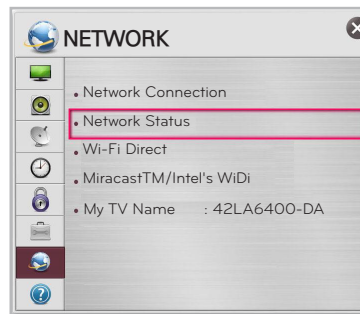 NETWORK
• Network Connection
• Network Status
• Wi-Fi Direct
• MiracastTM/Intel's WiDi
• My TV Name : 42LA6400-DA